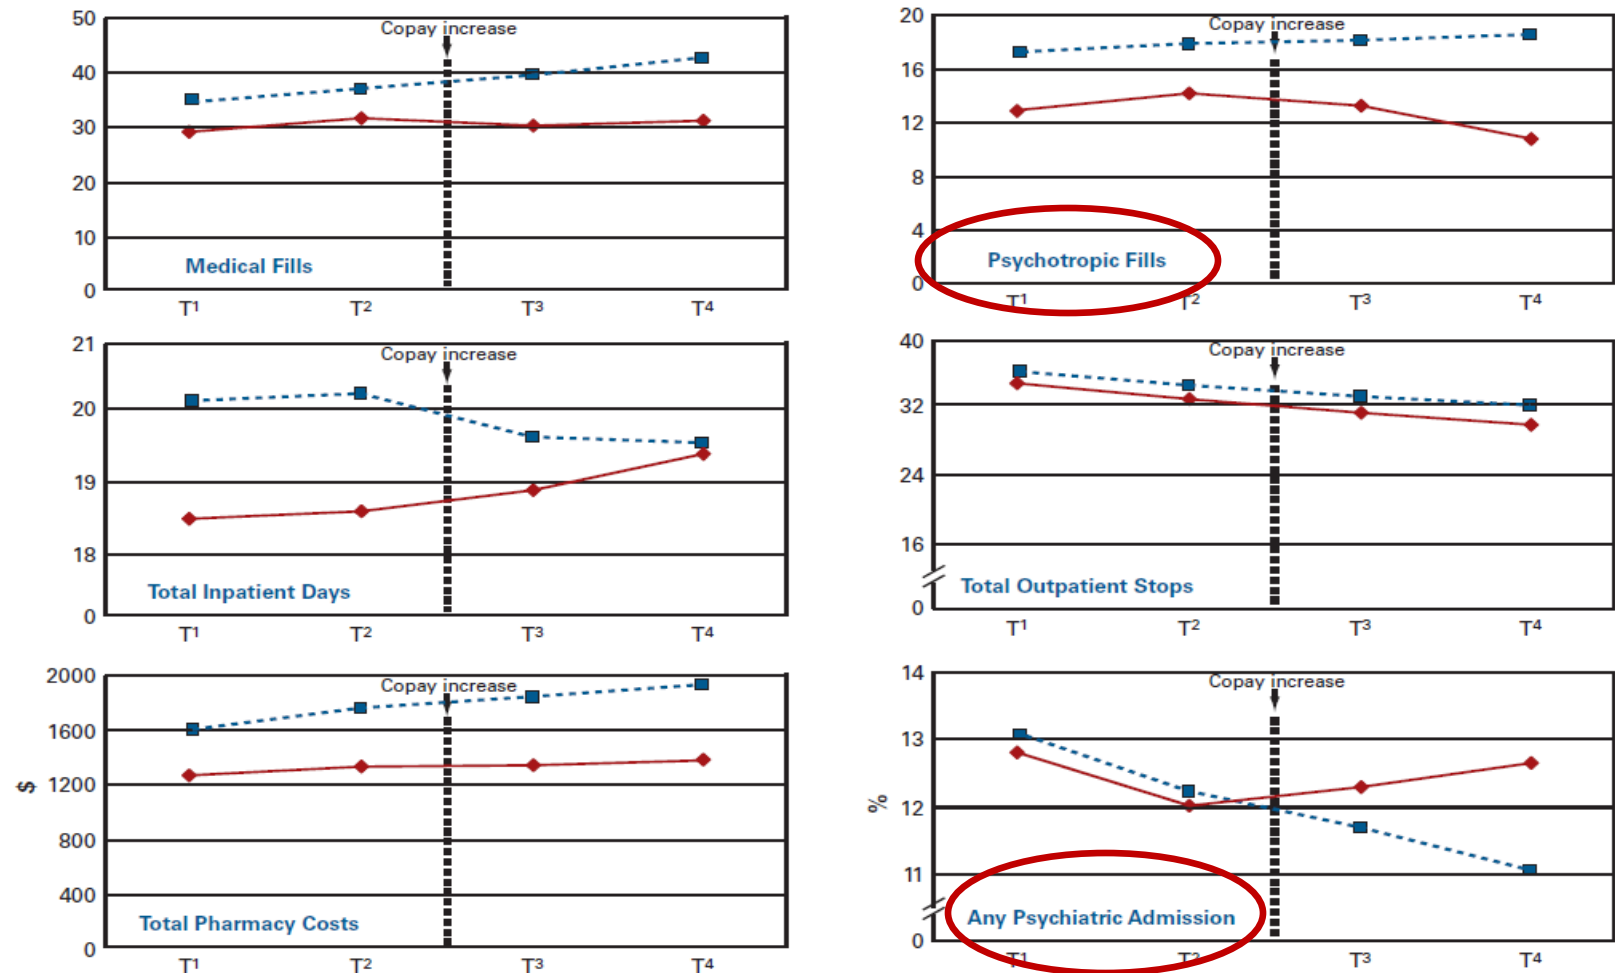 50
40
30
20
10
0
Copay increase
Medical Fills
T1 T2 T3 T4
20
16
12
8
4
0
Copay increase
Psychotropic Fills
T1 T2 T3 T4
21
20
19
18
0
Copay increase
Total Inpatient Days
T1 T2 T3 T4
40
32
24
16
0
Copay increase
Total Outpatient Stops
T1 T2 T3 T4
$
2000
1600
1200
800
400
0
Copay increase
Total Pharmacy Costs
T1 T2 T3 T4
%
14
13
12
11
0
Copay increase
Any Psychiatric Admission
T1 T2 T3 T4